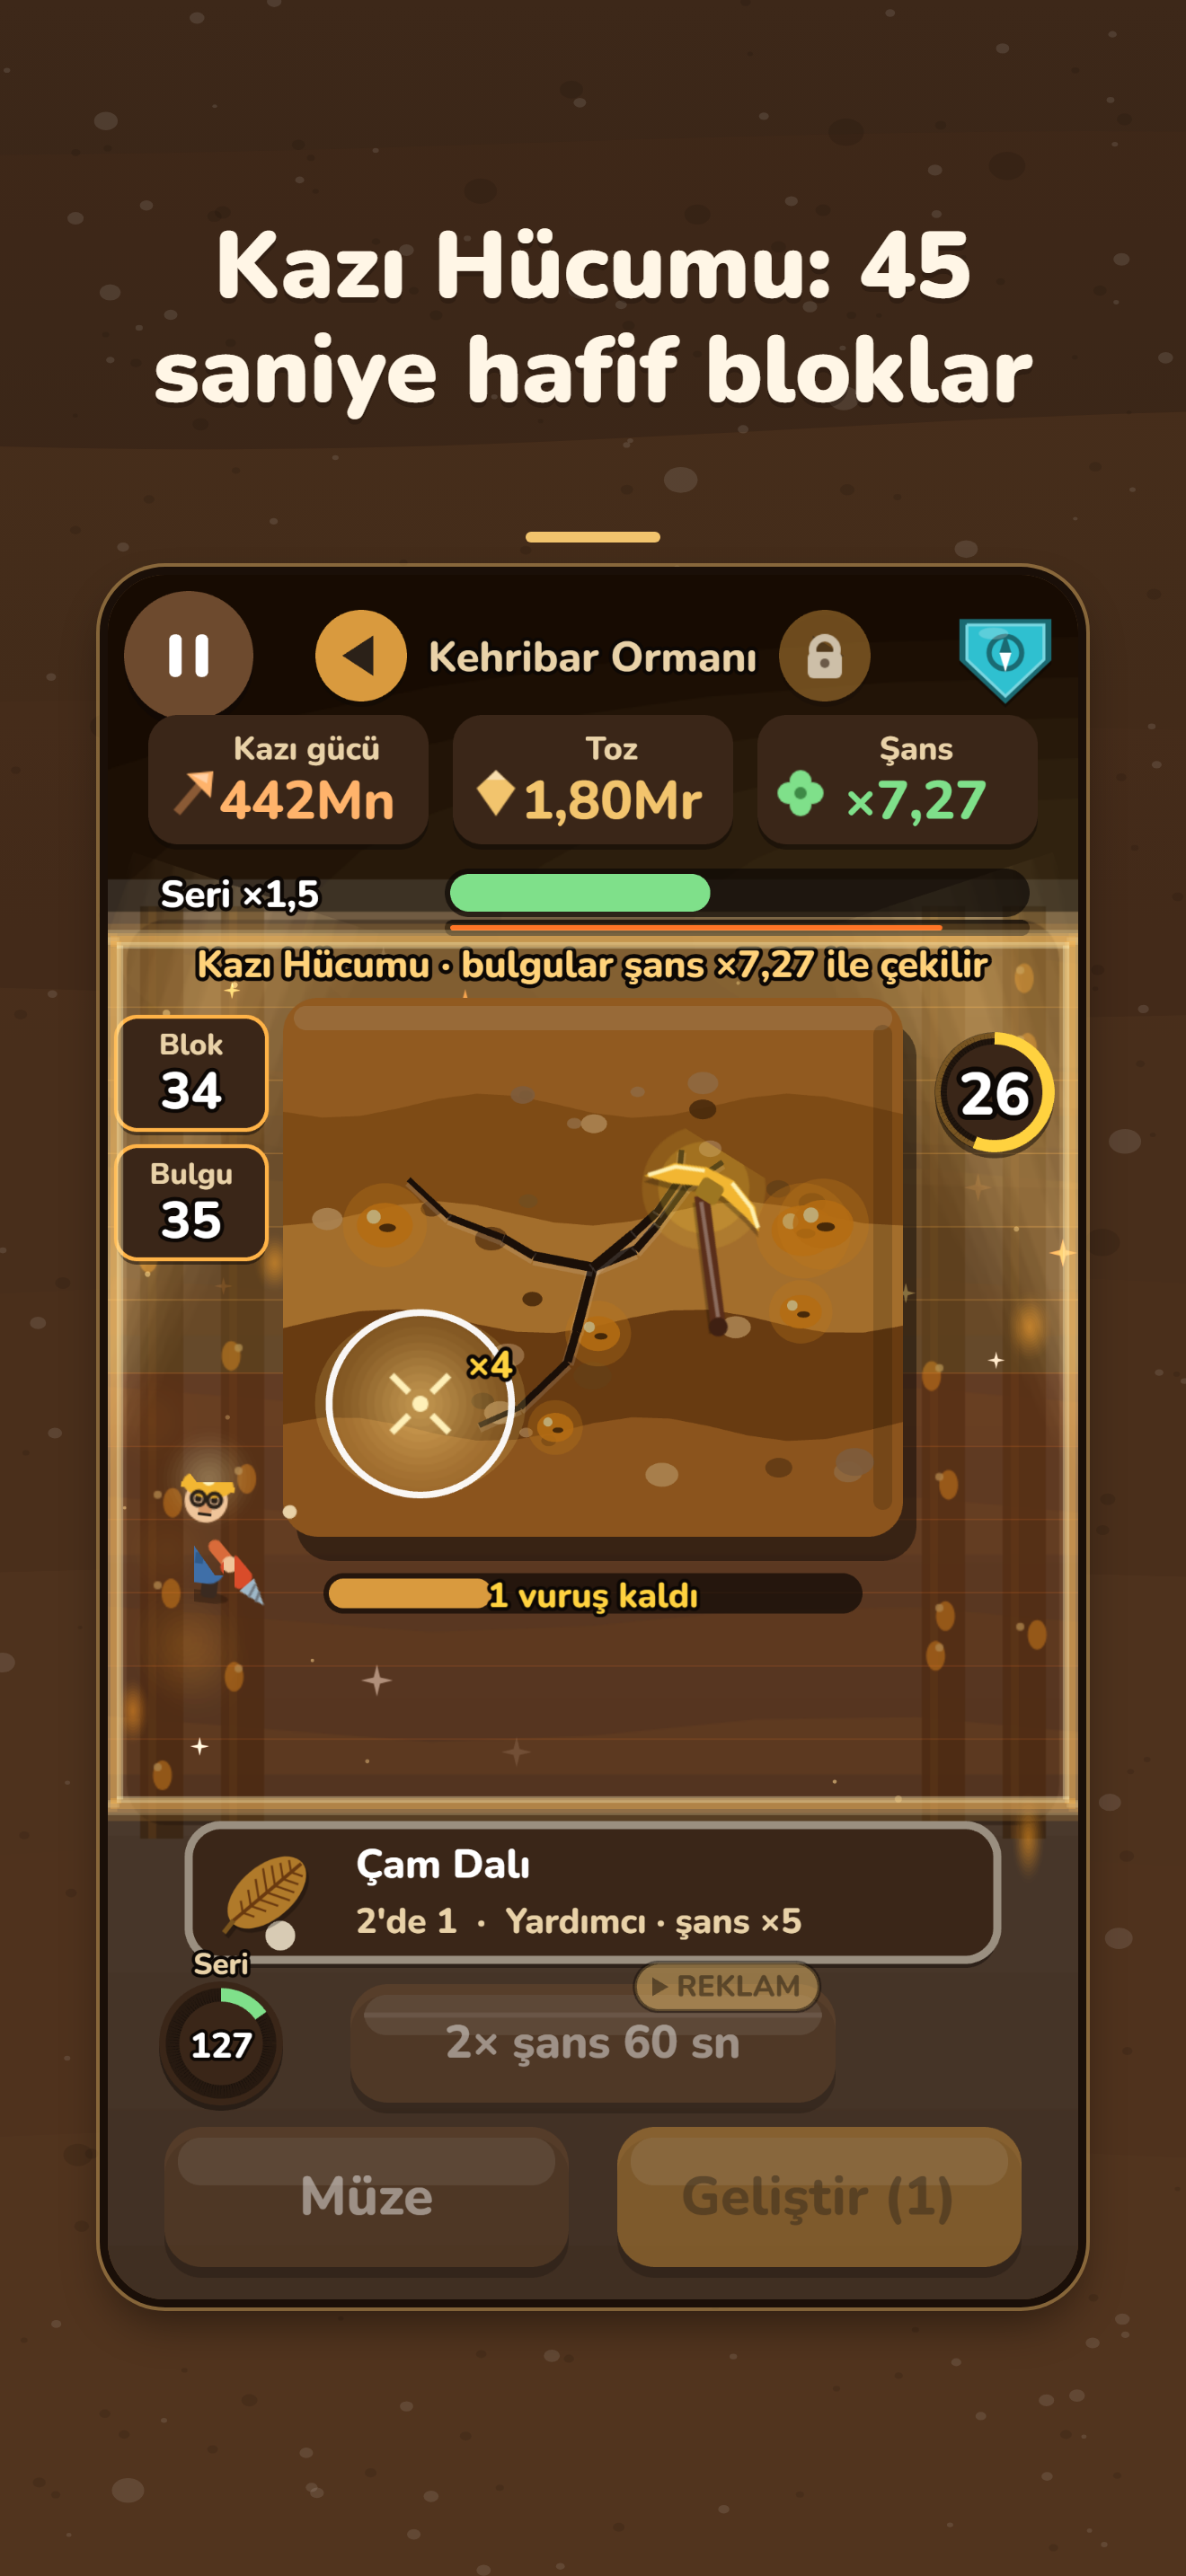 Kazı Hücumu: 45
saniye hafif bloklar
Kehribar Ormanı
Kazı gücü
442Mn
Toz
1,80Mr
Şans
×7,27
Seri ×1,5
Kazı Hücumu · bulgular şans ×7,27 ile çekilir
Blok
34
26
Bulgu
35
×4
1 vuruş kaldı
Çam Dalı
2'de 1 · Yardımcı · şans ×5
Seri
127
REKLAM
2× şans 60 sn
Müze
Geliştir (1)